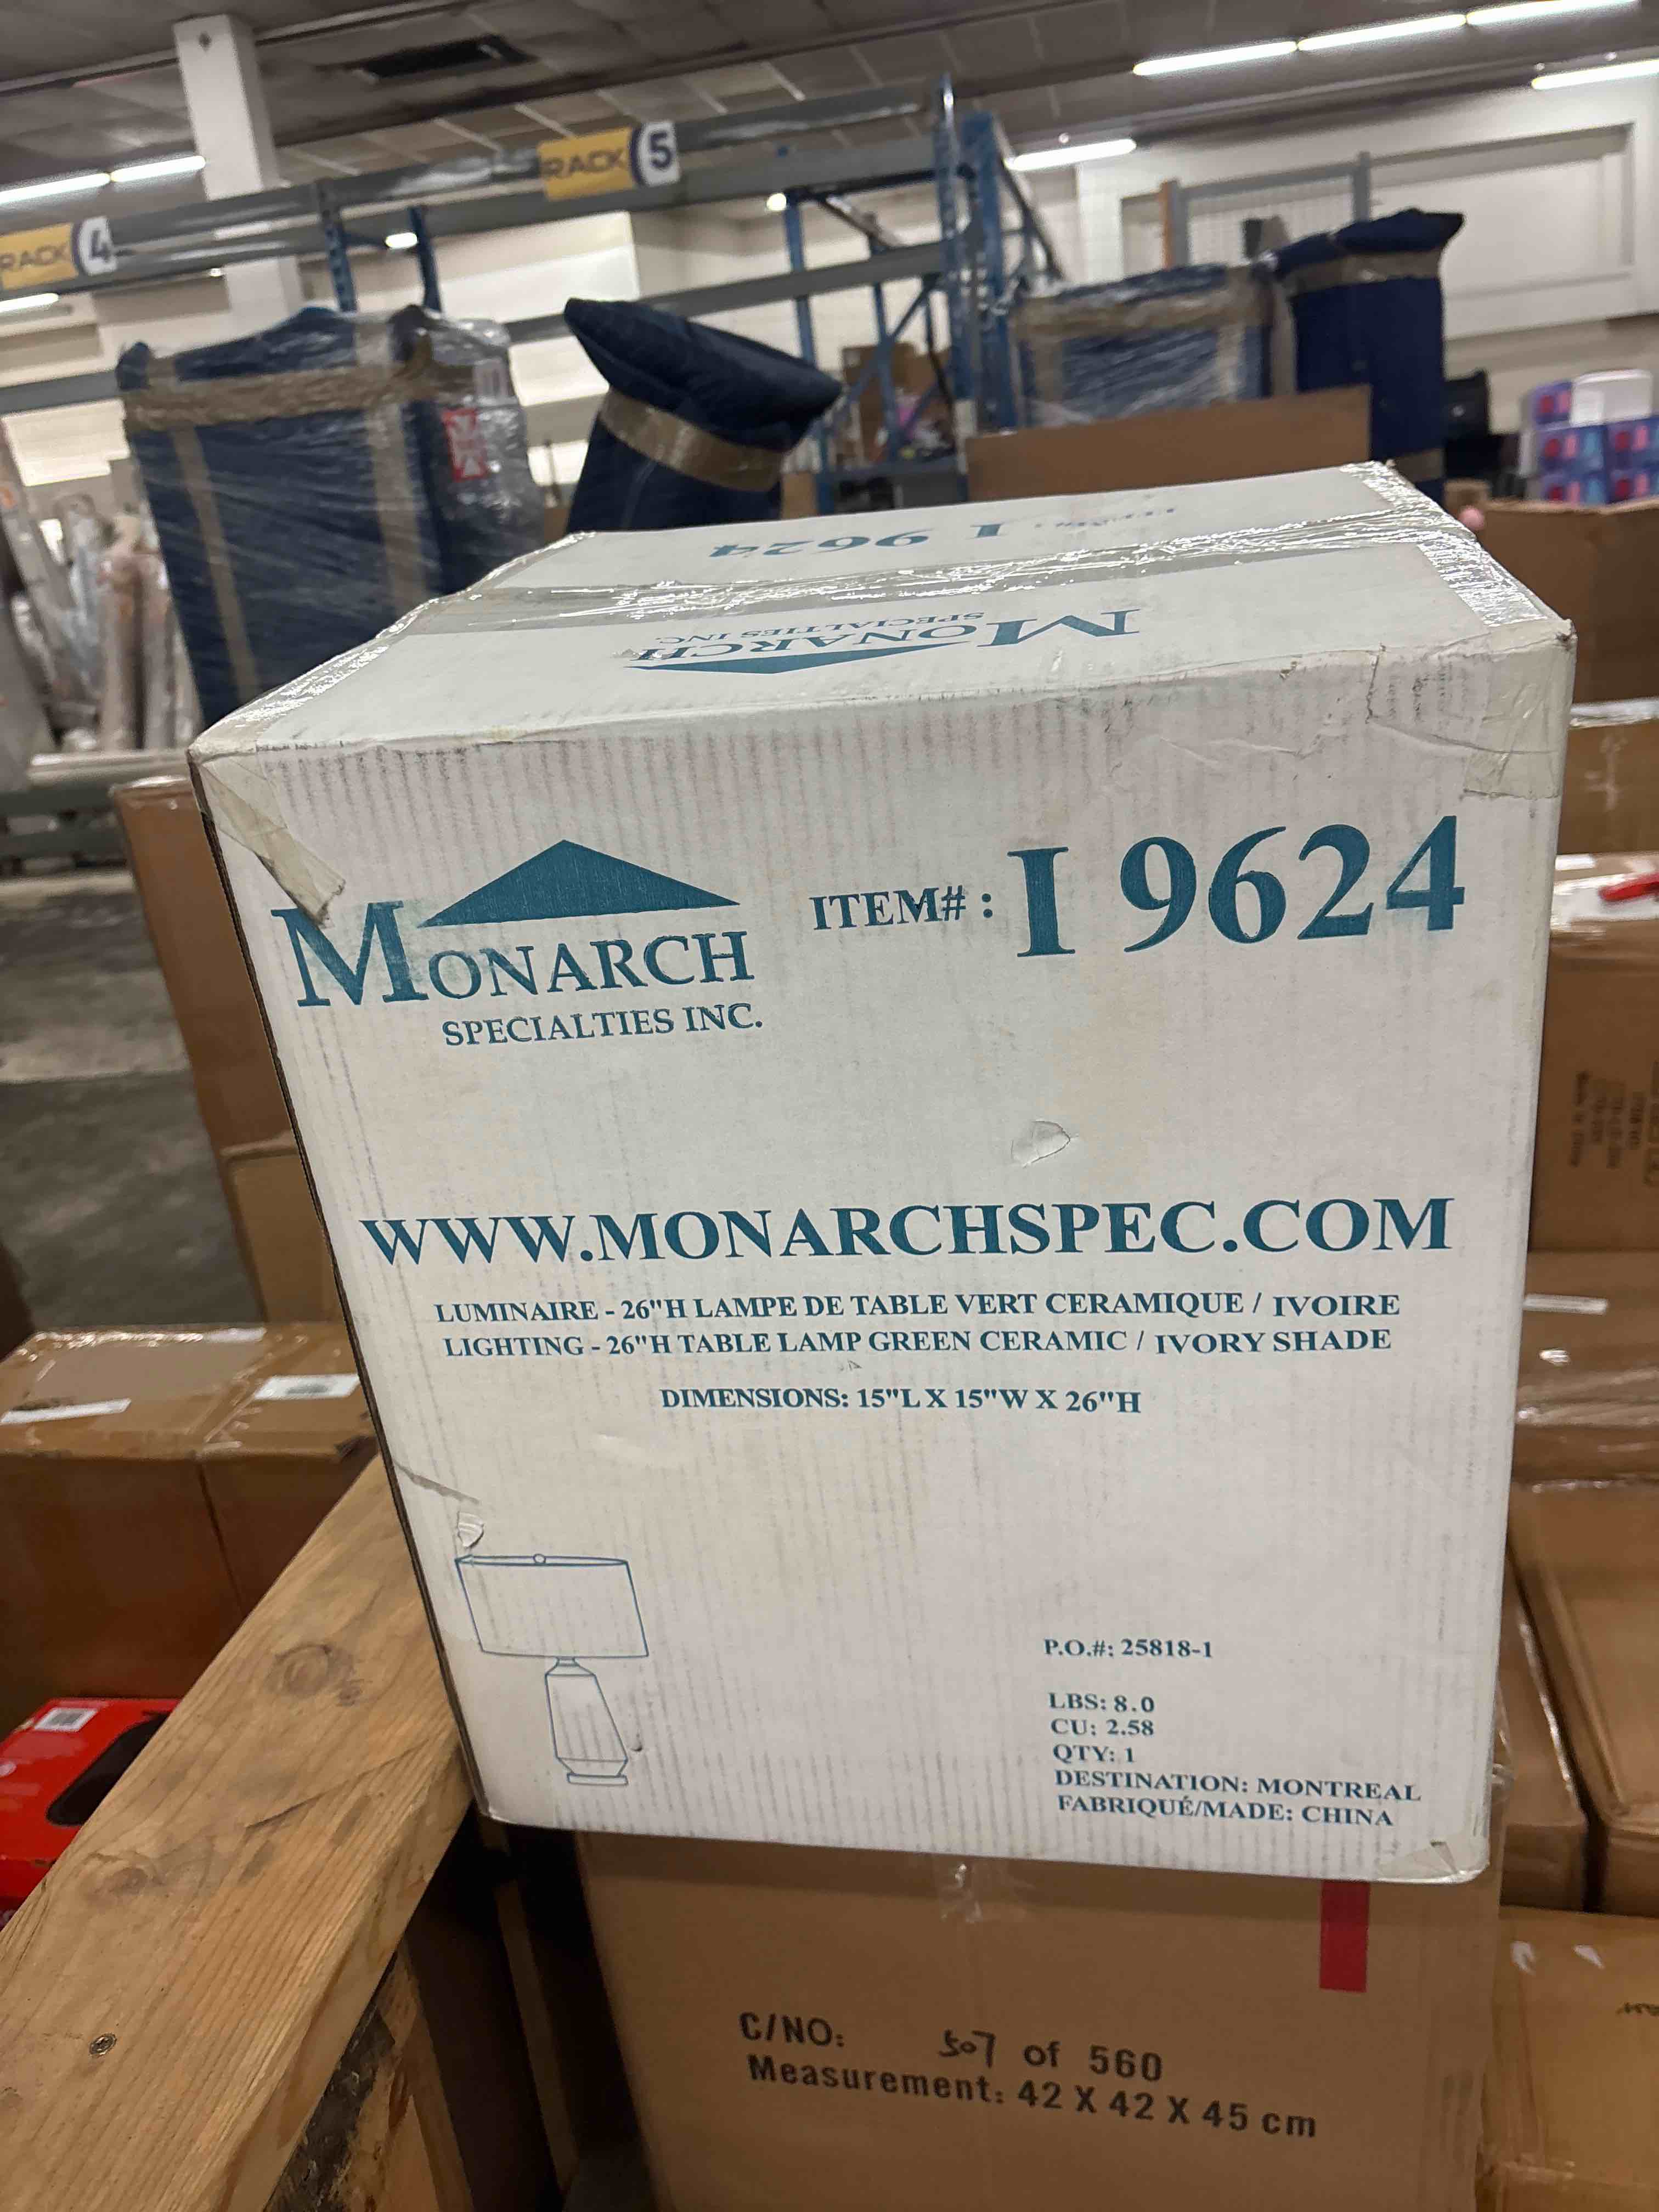 RACK 5
RACK 4
I 9624
MONARCH
SPECIALTIES INC.
MONARCH
SPECIALTIES INC.
ITEM# : I 9624
WWW.MONARCHSPEC.COM
LUMINAIRE - 26"H LAMPE DE TABLE VERT CERAMIQUE / IVOIRE
LIGHTING - 26"H TABLE LAMP GREEN CERAMIC / IVORY SHADE
DIMENSIONS: 15"L X 15"W X 26"H
P.O.#: 25818-1
LBS: 8.0
CU: 2.58
QTY: 1
DESTINATION: MONTREAL
FABRIQUÉ/MADE: CHINA
C/NO: 507 of 560
Measurement: 42 X 42 X 45 cm